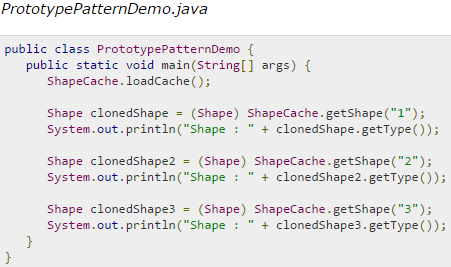 PrototypePatternDemo.java
public class PrototypePatternDemo {
   public static void main(String[] args) {
      ShapeCache.loadCache();

      Shape clonedShape = (Shape) ShapeCache.getShape("1");
      System.out.println("Shape : " + clonedShape.getType());

      Shape clonedShape2 = (Shape) ShapeCache.getShape("2");
      System.out.println("Shape : " + clonedShape2.getType());

      Shape clonedShape3 = (Shape) ShapeCache.getShape("3");
      System.out.println("Shape : " + clonedShape3.getType());
   }
}